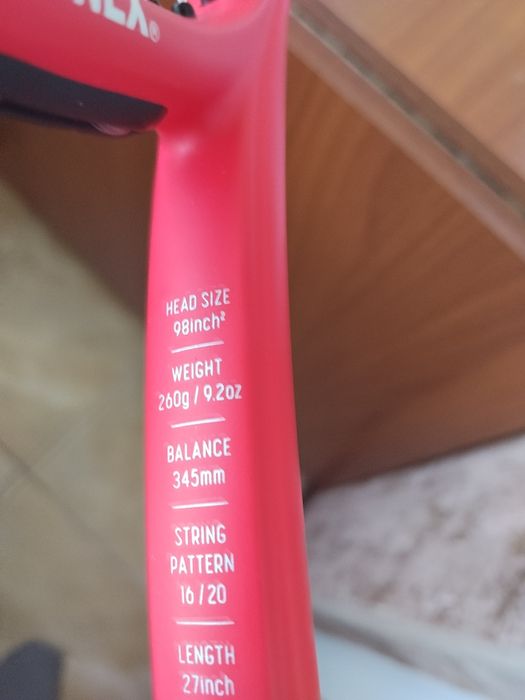 HEAD SIZE
98inch²
WEIGHT
260g / 9.2oz
BALANCE
345mm
STRING
PATTERN
16 / 20
LENGTH
27inch